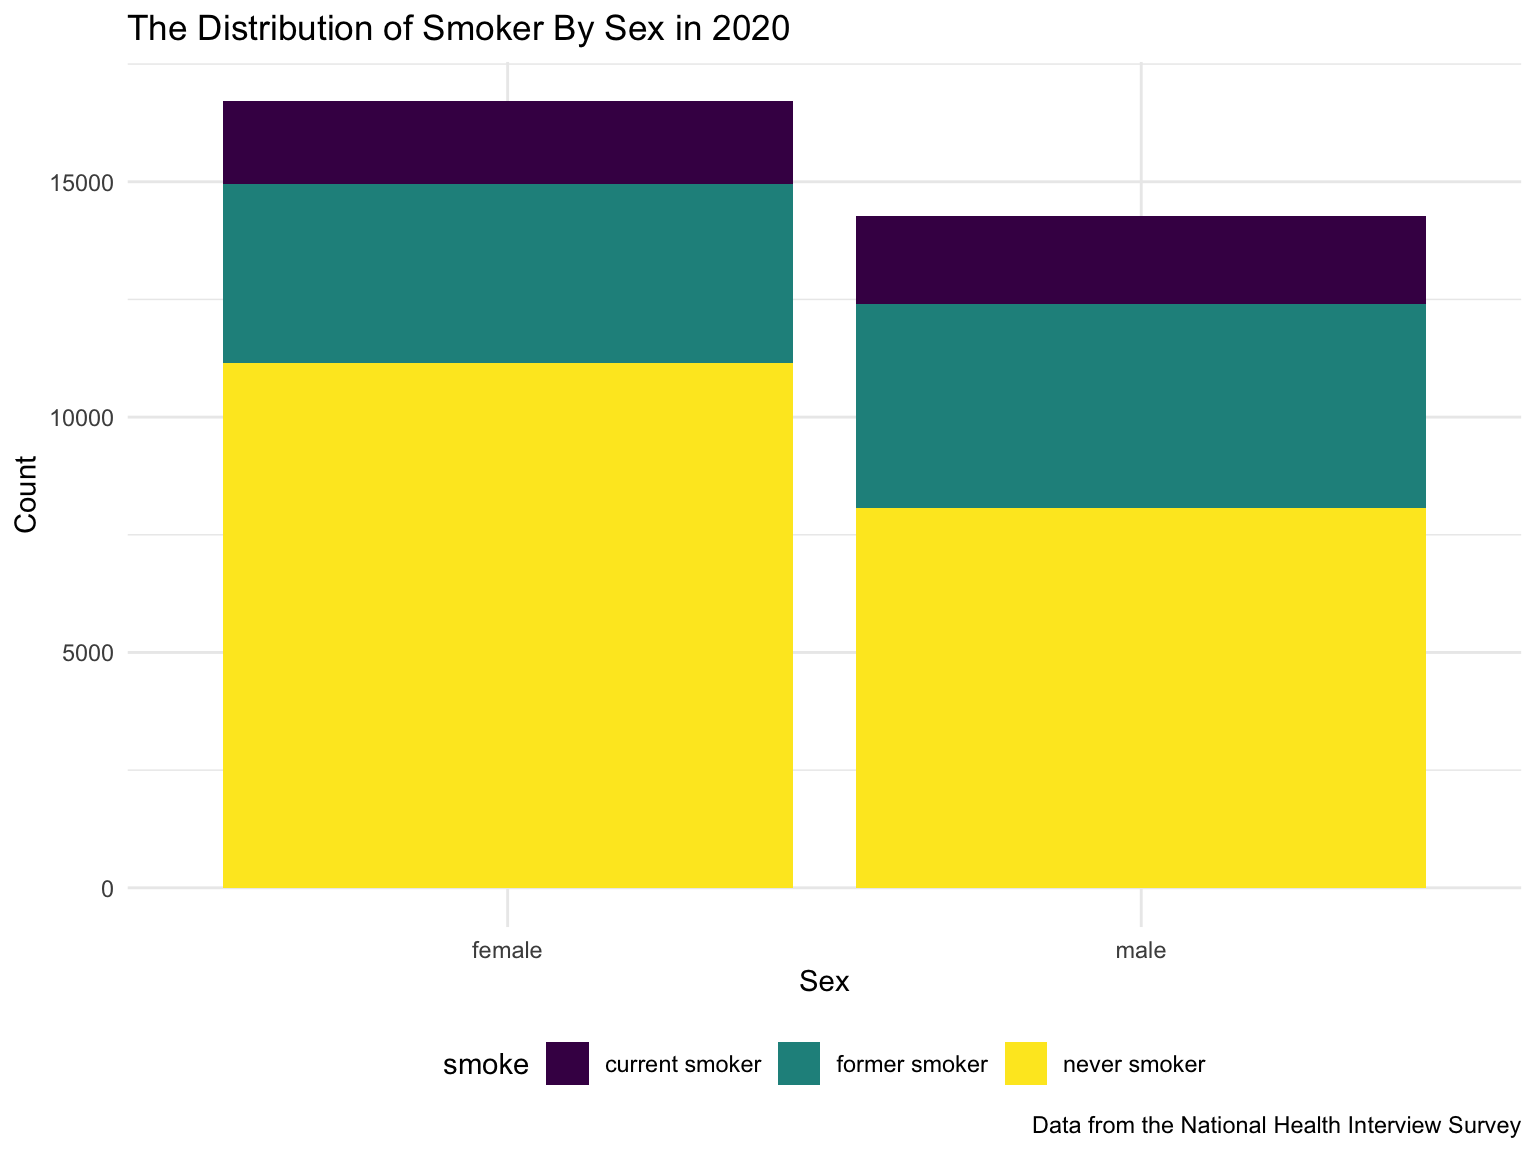 The Distribution of Smoker By Sex in 2020
Count
15000
10000
5000
0
female male
Sex
smoke current smoker former smoker never smoker
Data from the National Health Interview Survey